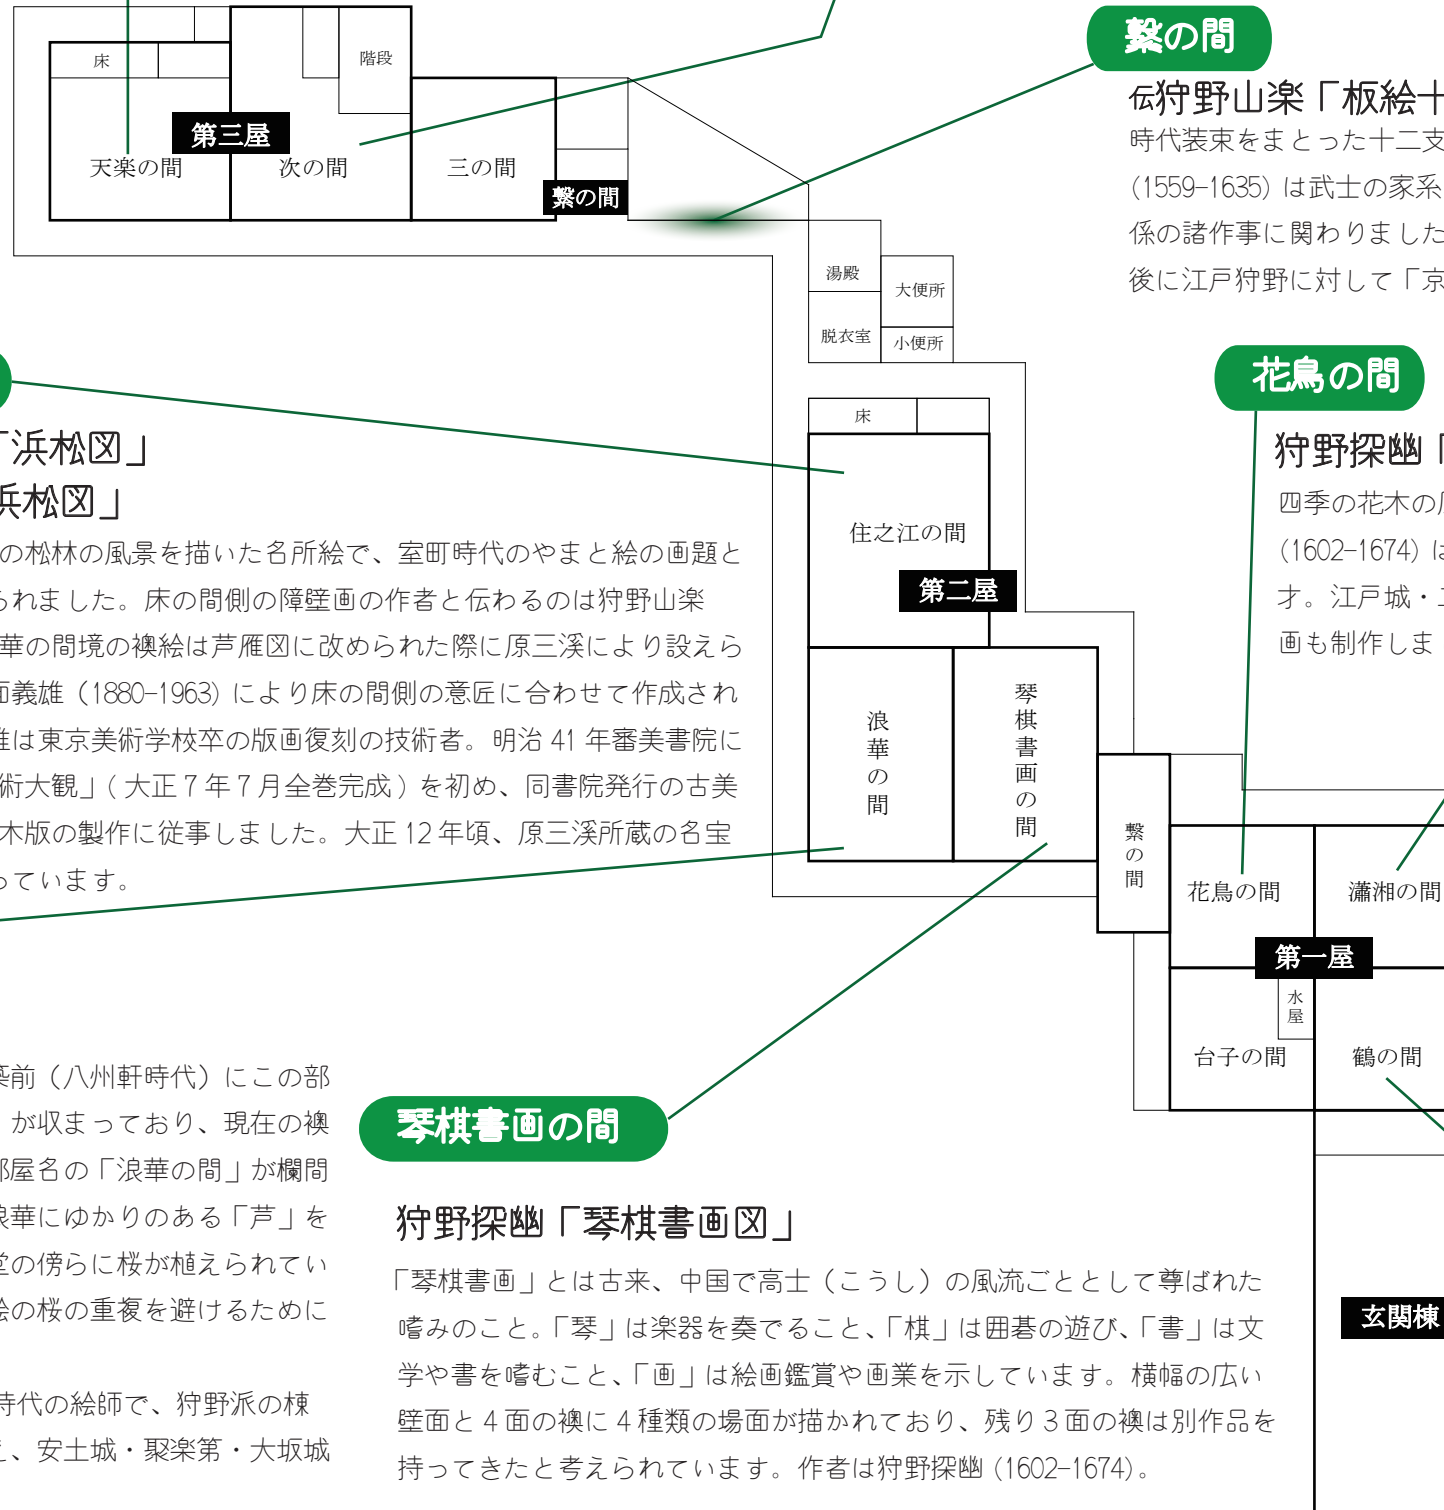 繋の間
伝狩野山楽「板絵十
時代装束をまとった十二支
(1559-1635) は武士の家系
係の諸作事に関わりました
後に江戸狩野に対して「京
床
階段
第三屋
天楽の間
次の間
三の間
繋の間
湯殿
大便所
脱衣室
小便所
花鳥の間
狩野探幽「
四季の花木の
(1602-1674) は
才。江戸城・
画も制作しま
「浜松図」
浜松図」
の松林の風景を描いた名所絵で、室町時代のやまと絵の画題と
られました。床の間側の障壁画の作者と伝わるのは狩野山楽
華の間境の襖絵は芦雁図に改められた際に原三溪により設えら
面義雄（1880-1963) により床の間側の意匠に合わせて作成され
雄は東京美術学校卒の版画復刻の技術者。明治 41 年審美書院に
術大観」( 大正７年７月全巻完成 ) を初め、同書院発行の古美
木版の製作に従事しました。大正 12 年頃、原三溪所蔵の名宝
っています。
床
住之江の間
第二屋
浪華の間
琴棋書画の間
繋の間
花鳥の間
瀟湘の間
第一屋
水屋
台子の間
鶴の間
玄関棟
築前（八州軒時代）にこの部
」が収まっており、現在の襖
部屋名の「浪華の間」が欄間
浪華にゆかりのある「芦」を
堂の傍らに桜が植えられてい
絵の桜の重複を避けるために
時代の絵師で、狩野派の棟
、安土城・聚楽第・大坂城
琴棋書画の間
狩野探幽「琴棋書画図」
「琴棋書画」とは古来、中国で高士（こうし）の風流ごととして尊ばれた
嗜みのこと。「琴」は楽器を奏でること、「棋」は囲碁の遊び、「書」は文
学や書を嗜むこと、「画」は絵画鑑賞や画業を示しています。横幅の広い
壁面と４面の襖に４種類の場面が描かれており、残り３面の襖は別作品を
持ってきたと考えられています。作者は狩野探幽 (1602-1674)。